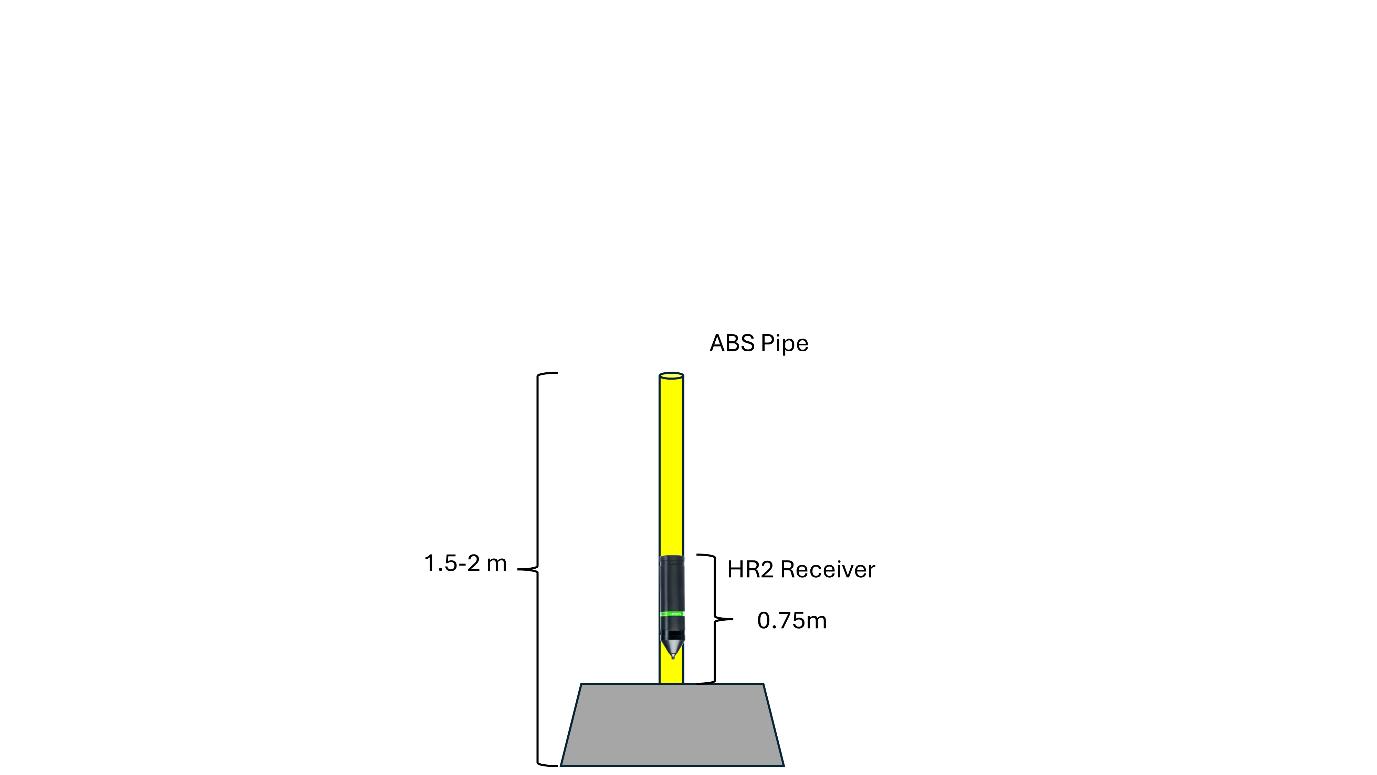 ABS Pipe
1.5-2 m
HR2 Receiver
0.75m